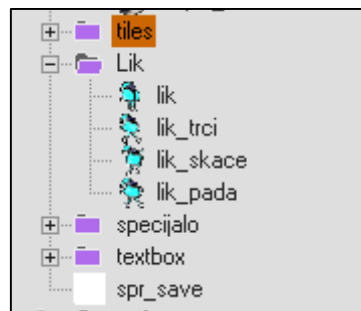 tiles
Lik
lik
lik_trci
lik_skace
lik_pada
specijalo
textbox
spr_save